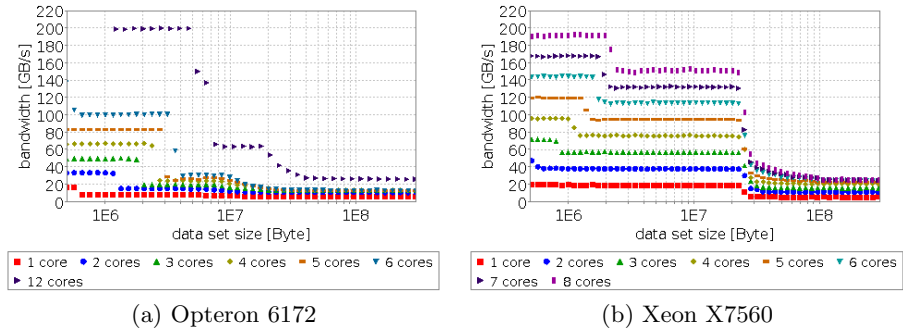 220
200
180
160
140
120
100
80
60
40
20
0
bandwidth [GB/s]
1E6 1E7 1E8
data set size [Byte]
1 core 2 cores 3 cores 4 cores 5 cores 6 cores
12 cores
(a) Opteron 6172
220
200
180
160
140
120
100
80
60
40
20
0
bandwidth [GB/s]
1E6 1E7 1E8
data set size [Byte]
1 core 2 cores 3 cores 4 cores 5 cores 6 cores
7 cores 8 cores
(b) Xeon X7560